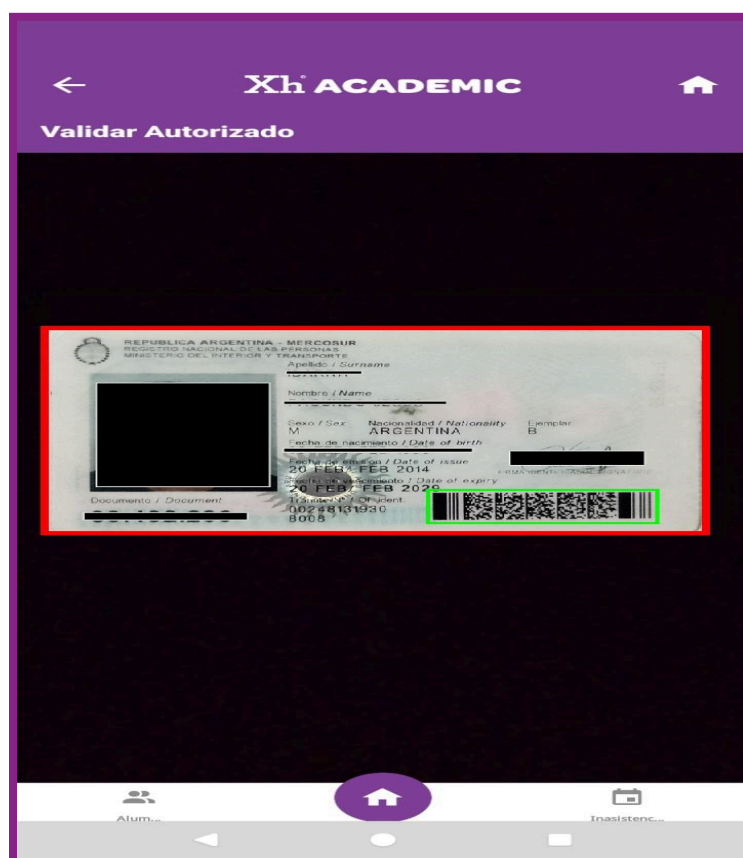 Xh ACADEMIC
Validar Autorizado
REPUBLICA ARGENTINA - MERCOSUR
REGISTRO NACIONAL DE LAS PERSONAS
MINISTERIO DEL INTERIOR Y TRANSPORTE
Apellido / Surname
Nombre / Name
Sexo / Sex Nacionalidad / Nationality Ejemplar
M ARGENTINA B
Fecha de nacimiento / Date of birth
Fecha de emisión / Date of issue
20 FEB/ FEB 2014
Fecha de vencimiento / Date of expiry
20 FEB/ FEB 2029
Documento / Document Trámite Nº / Of. ident.
00248131930
8008
Alum...
Inasistenc...